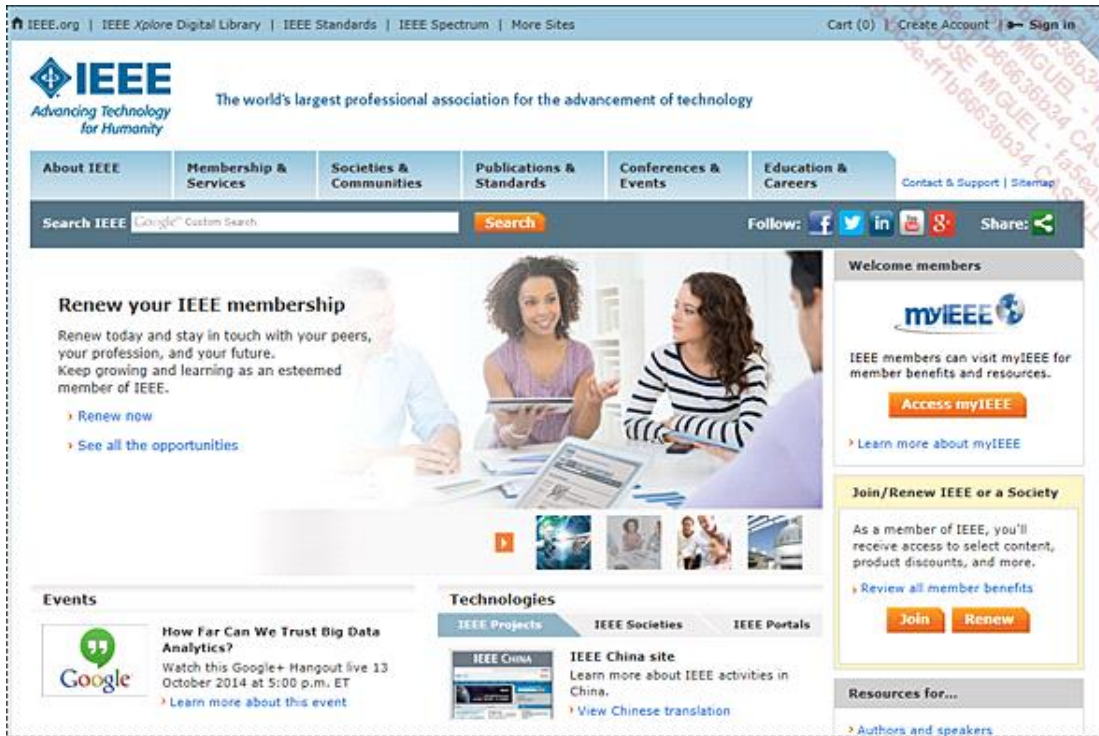 IEEE.org | IEEE Xplore Digital Library | IEEE Standards | IEEE Spectrum | More Sites
Cart (0) | Create Account | Sign in
IEEE
Advancing Technology
for Humanity
The world's largest professional association for the advancement of technology
About IEEE
Membership &
Services
Societies &
Communities
Publications &
Standards
Conferences &
Events
Education &
Careers
Contact & Support | Sitemap
Search IEEE Google™ Custom Search Search Follow: Share:
Renew your IEEE membership
Renew today and stay in touch with your peers,
your profession, and your future.
Keep growing and learning as an esteemed
member of IEEE.
Renew now
See all the opportunities
Welcome members
myIEEE
IEEE members can visit myIEEE for
member benefits and resources.
Access myIEEE
Learn more about myIEEE
Join/Renew IEEE or a Society
As a member of IEEE, you'll
receive access to select content,
product discounts, and more.
Review all member benefits
Join Renew
Resources for...
Authors and speakers
Events
Google
How Far Can We Trust Big Data
Analytics?
Watch this Google+ Hangout live 13
October 2014 at 5:00 p.m. ET
Learn more about this event
Technologies
IEEE Projects IEEE Societies IEEE Portals
IEEE CHINA
IEEE China site
Learn more about IEEE activities in
China.
View Chinese translation